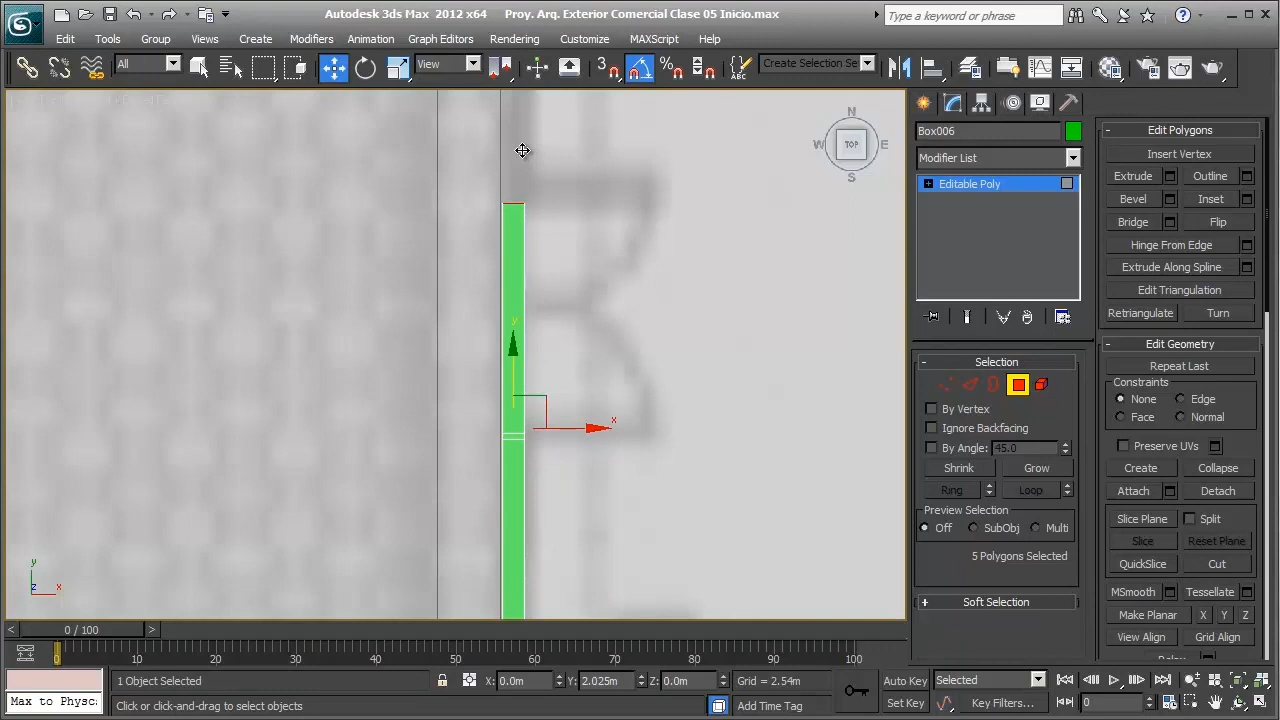 Autodesk 3ds Max 2012 x64 Proy. Arq. Exterior Comercial Clase 05 Inicio.max
Type a keyword or phrase
Edit Tools Group Views Create Modifiers Animation Graph Editors Rendering Customize MAXScript Help
All View 3 Create Selection Se
N
W TOP E
S
y
x
y
z x
Box006
Modifier List
Editable Poly
Selection
By Vertex
Ignore Backfacing
By Angle: 45.0
Shrink Grow
Ring Loop
Preview Selection
Off SubObj Multi
5 Polygons Selected
Soft Selection
Edit Polygons
Insert Vertex
Extrude Outline
Bevel Inset
Bridge Flip
Hinge From Edge
Extrude Along Spline
Edit Triangulation
Retriangulate Turn
Edit Geometry
Repeat Last
Constraints
None Edge
Face Normal
Preserve UVs
Create Collapse
Attach Detach
Slice Plane Split
Slice Reset Plane
QuickSlice Cut
MSmooth Tessellate
Make Planar X Y Z
View Align Grid Align
0 / 100
0 10 20 30 40 50 60 70 80 90 100
1 Object Selected X: 0.0m Y: 2.025m Z: 0.0m Grid = 2.54m Auto Key Selected
Max to Physc: Click or click-and-drag to select objects Add Time Tag Set Key Key Filters... 0